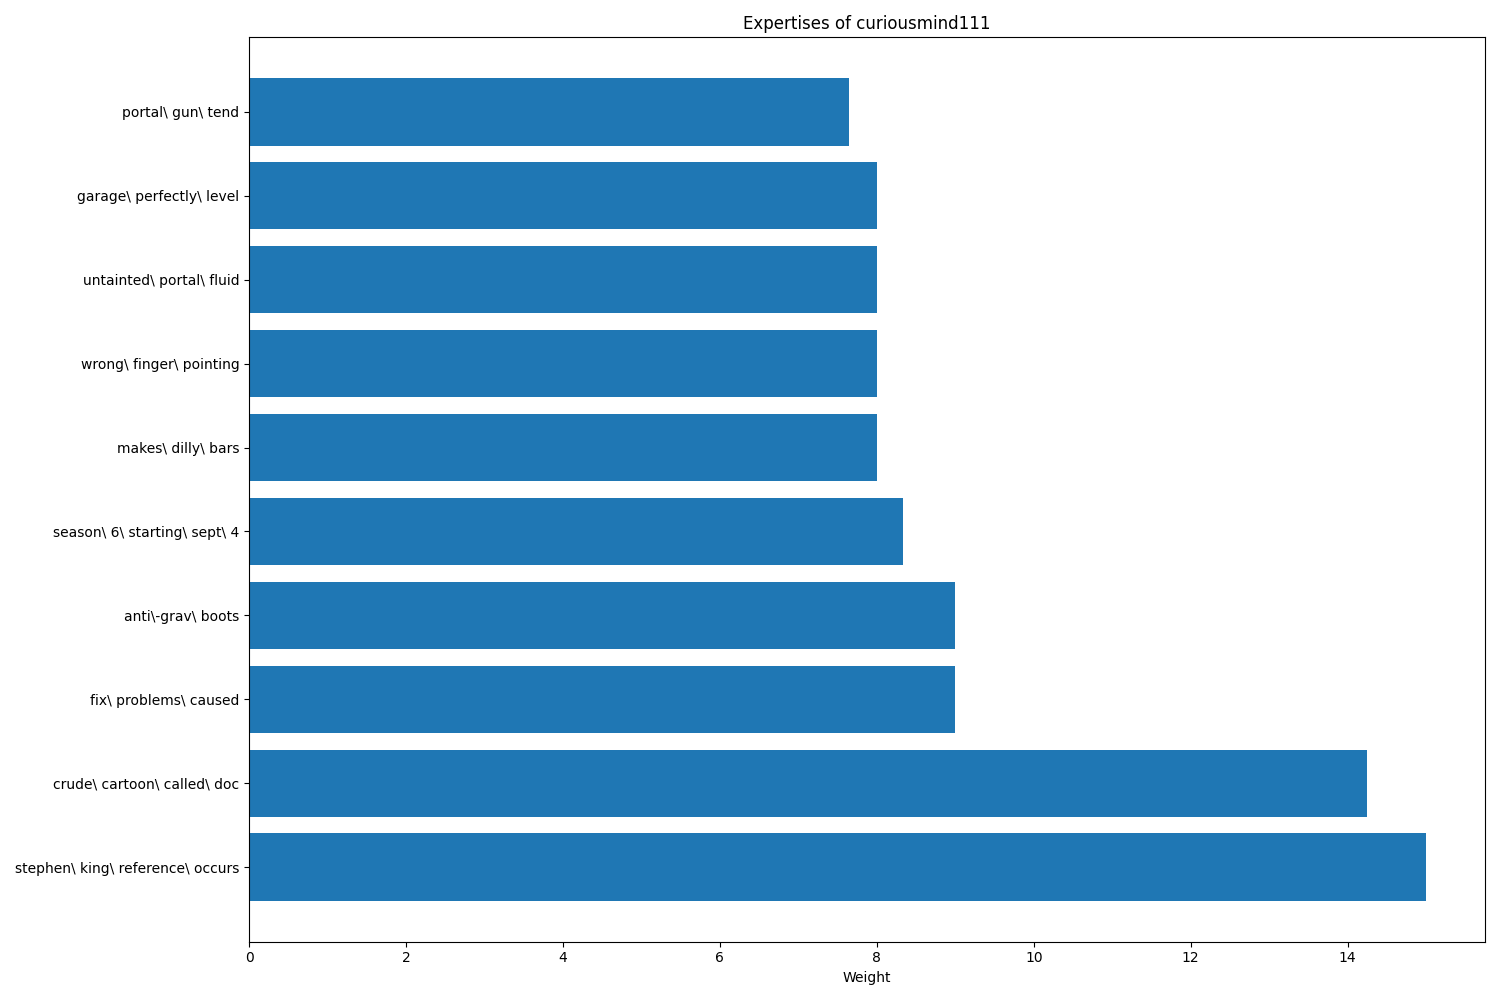 Expertises of curiousmind111
portal\ gun\ tend
garage\ perfectly\ level
untainted\ portal\ fluid
wrong\ finger\ pointing
makes\ dilly\ bars
season\ 6\ starting\ sept\ 4
anti\-grav\ boots
fix\ problems\ caused
crude\ cartoon\ called\ doc
stephen\ king\ reference\ occurs
0 2 4 6 8 10 12 14
Weight